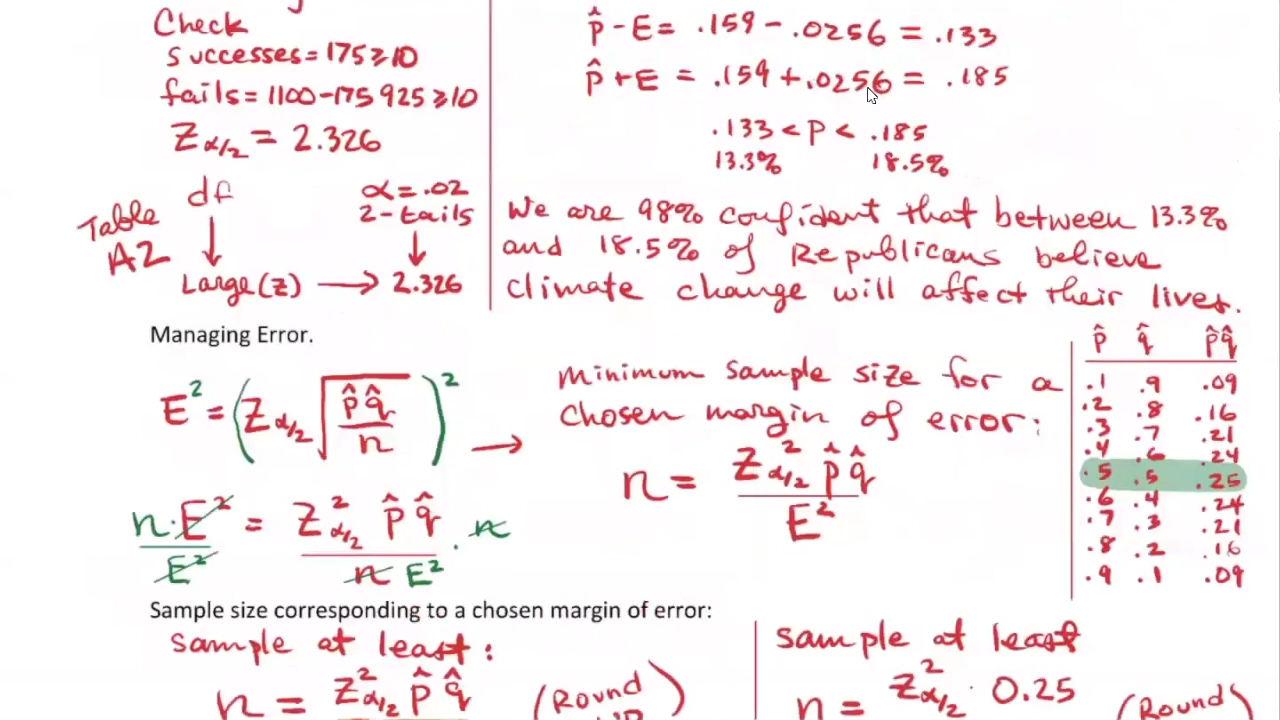 Check
successes = 175 ≥ 10
fails = 1100 - 175 925 ≥ 10
Z α/2 = 2.326
df
α = .02
2-tails
Table
A2
Large (z) → 2.326
p̂ - E = .159 - .0256 = .133
p̂ + E = .159 + .0256 = .185
.133 < p < .185
13.3% 18.5%
We are 98% confident that between 13.3%
and 18.5% of Republicans believe
climate change will affect their lives.
Managing Error.
E² = (Z α/2 √(p̂q̂/n))²
n·E²/E² = Z²α/2 p̂ q̂/(n E²) · n
Minimum sample size for a
chosen margin of error:
n = Z²α/2 p̂ q̂ / E²
p̂ q̂ p̂q̂
.1 .9 .09
.2 .8 .16
.3 .7 .21
.4 .6 .24
.5 .5 .25
.6 .4 .24
.7 .3 .21
.8 .2 .16
.9 .1 .09
Sample size corresponding to a chosen margin of error:
sample at least:
n = Z²α/2 p̂ q̂ (Round
sample at least
n = Z²α/2 · 0.25 (Round)